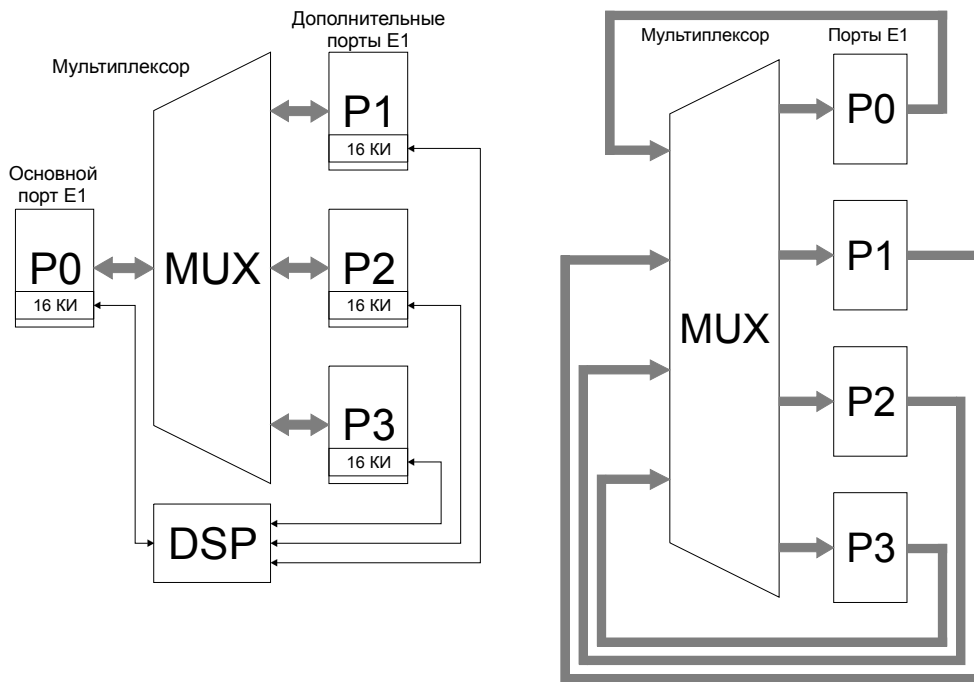 Дополнительные
порты E1
Мультиплексор
P1
16 КИ
Основной
порт E1
P0
16 КИ
MUX
P2
16 КИ
P3
16 КИ
DSP
Мультиплексор
Порты E1
P0
P1
MUX
P2
P3